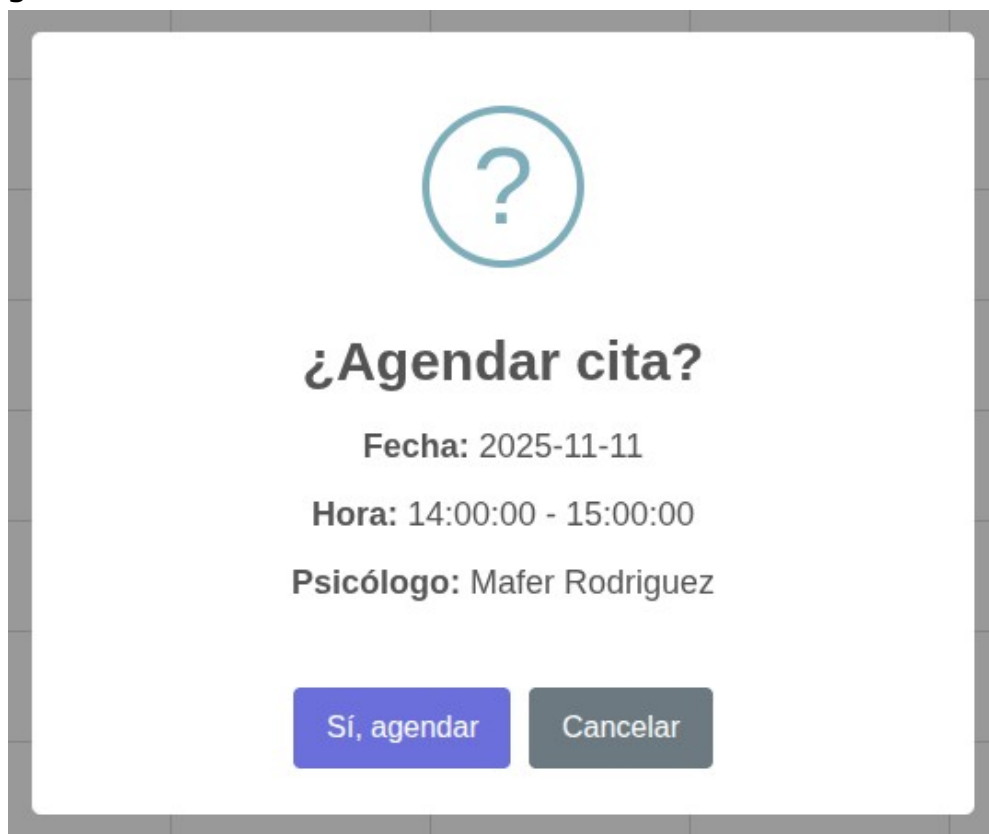 ?
¿Agendar cita?
Fecha: 2025-11-11
Hora: 14:00:00 - 15:00:00
Psicólogo: Mafer Rodriguez
Sí, agendar Cancelar